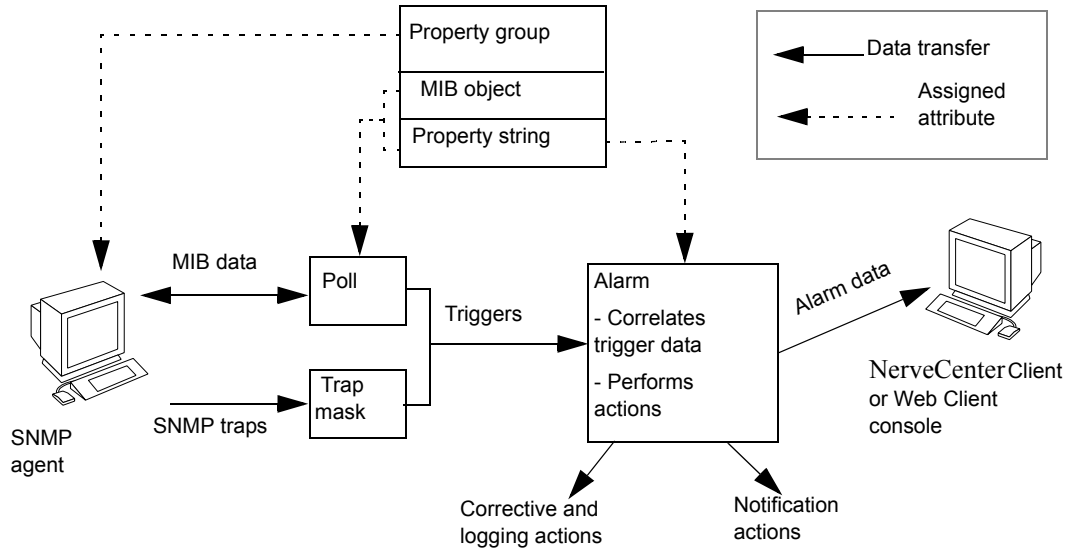 Property group
MIB object
Property string
Data transfer
Assigned
attribute
MIB data
Poll
Triggers
Trap
mask
SNMP traps
SNMP
agent
Alarm
- Correlates
trigger data
- Performs
actions
Alarm data
NerveCenter Client
or Web Client
console
Corrective and
logging actions
Notification
actions